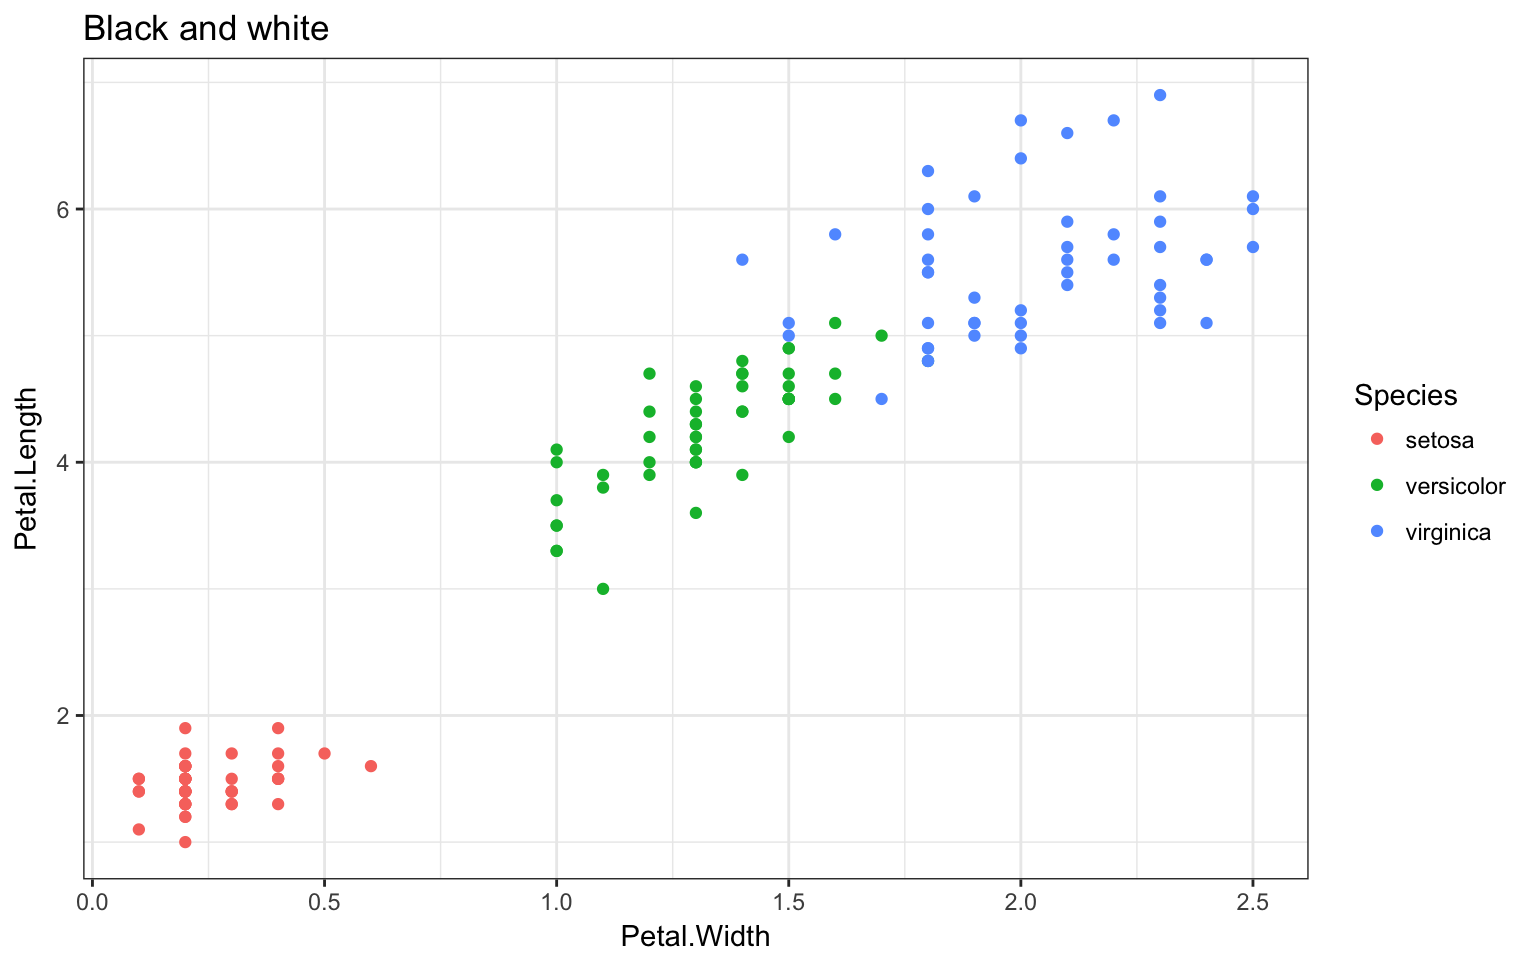 Black and white
Petal.Length
6
4
2
0.0 0.5 1.0 1.5 2.0 2.5
Petal.Width
Species
setosa
versicolor
virginica